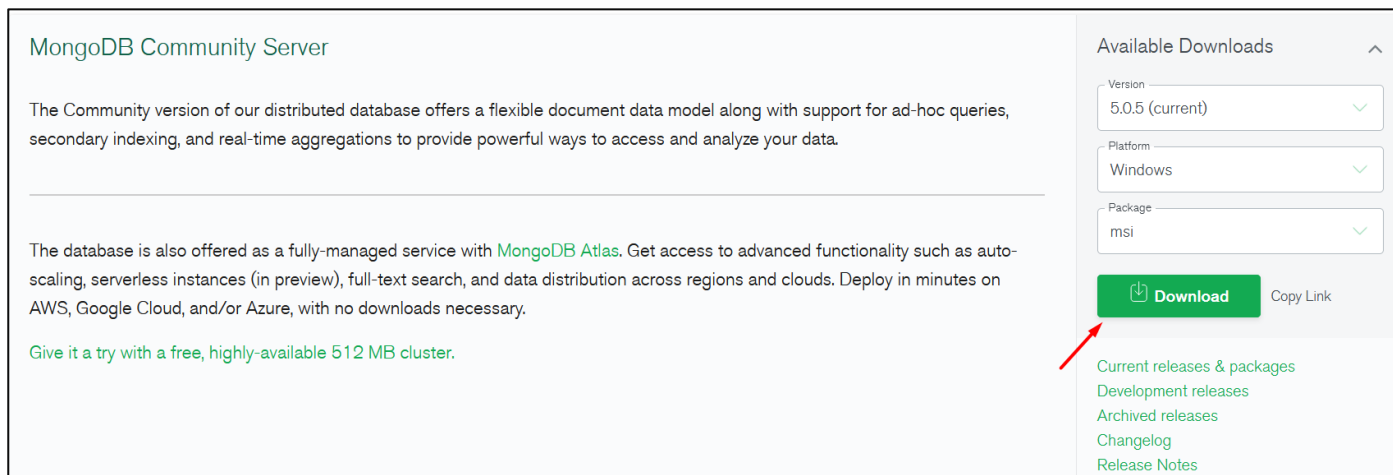 MongoDB Community Server
The Community version of our distributed database offers a flexible document data model along with support for ad-hoc queries,
secondary indexing, and real-time aggregations to provide powerful ways to access and analyze your data.
The database is also offered as a fully-managed service with MongoDB Atlas. Get access to advanced functionality such as auto-
scaling, serverless instances (in preview), full-text search, and data distribution across regions and clouds. Deploy in minutes on
AWS, Google Cloud, and/or Azure, with no downloads necessary.
Give it a try with a free, highly-available 512 MB cluster.
Available Downloads
Version
5.0.5 (current)
Platform
Windows
Package
msi
Download Copy Link
Current releases & packages
Development releases
Archived releases
Changelog
Release Notes